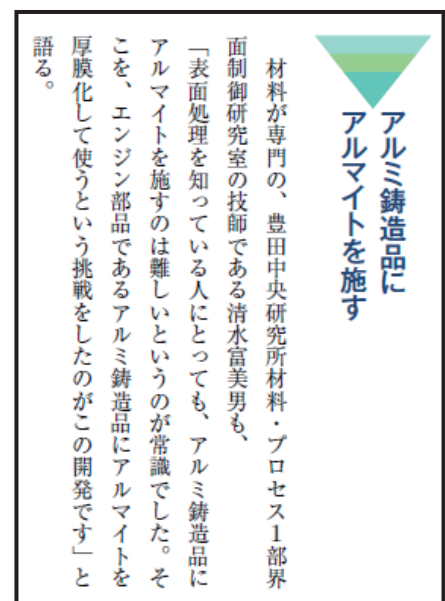 アルミ鋳造品に
アルマイトを施す
材料が専門の、豊田中央研究所材料・プロセス1部界
面制御研究室の技師である清水富美男も、
「表面処理を知っている人にとっても、アルミ鋳造品に
アルマイトを施すのは難しいというのが常識でした。そ
こを、エンジン部品であるアルミ鋳造品にアルマイトを
厚膜化して使うという挑戦をしたのがこの開発です」と
語る。